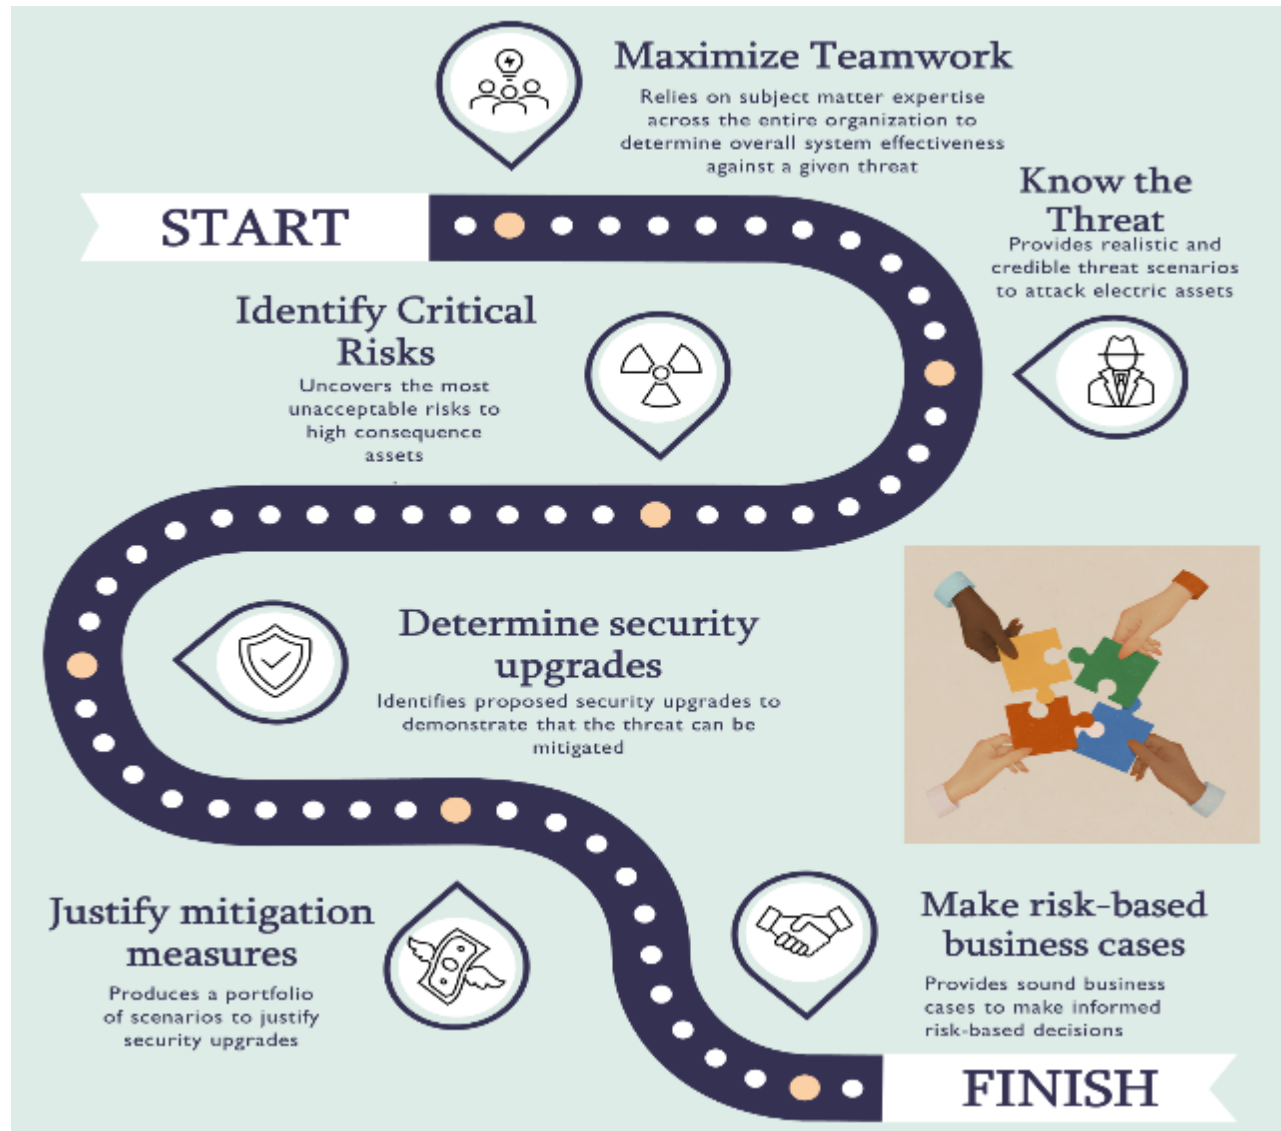 Maximize Teamwork
Relies on subject matter expertise
across the entire organization to
determine overall system effectiveness
against a given threat
Know the
Threat
Provides realistic and
credible threat scenarios
to attack electric assets
START
Identify Critical
Risks
Uncovers the most
unacceptable risks to
high consequence
assets
Determine security
upgrades
Identifies proposed security upgrades to
demonstrate that the threat can be
mitigated
Justify mitigation
measures
Produces a portfolio
of scenarios to justify
security upgrades
Make risk-based
business cases
Provides sound business
cases to make informed
risk-based decisions
FINISH